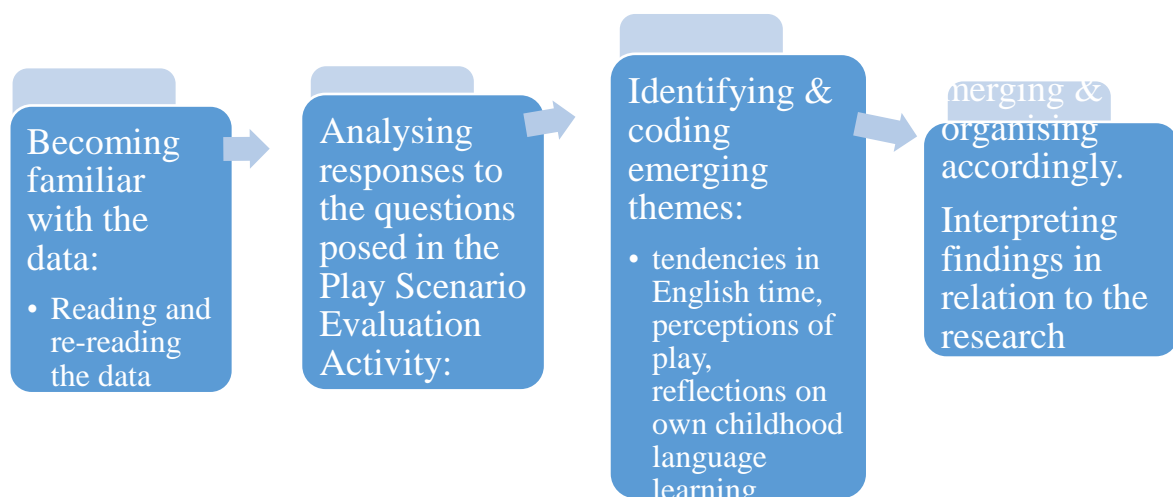 Becoming
familiar
with the
data:
• Reading and
re-reading
the data
Analysing
responses to
the questions
posed in the
Play Scenario
Evaluation
Activity:
Identifying &
coding
emerging
themes:
• tendencies in
English time,
perceptions of
play,
reflections on
own childhood
language
learning
merging &
organising
accordingly.
Interpreting
findings in
relation to the
research